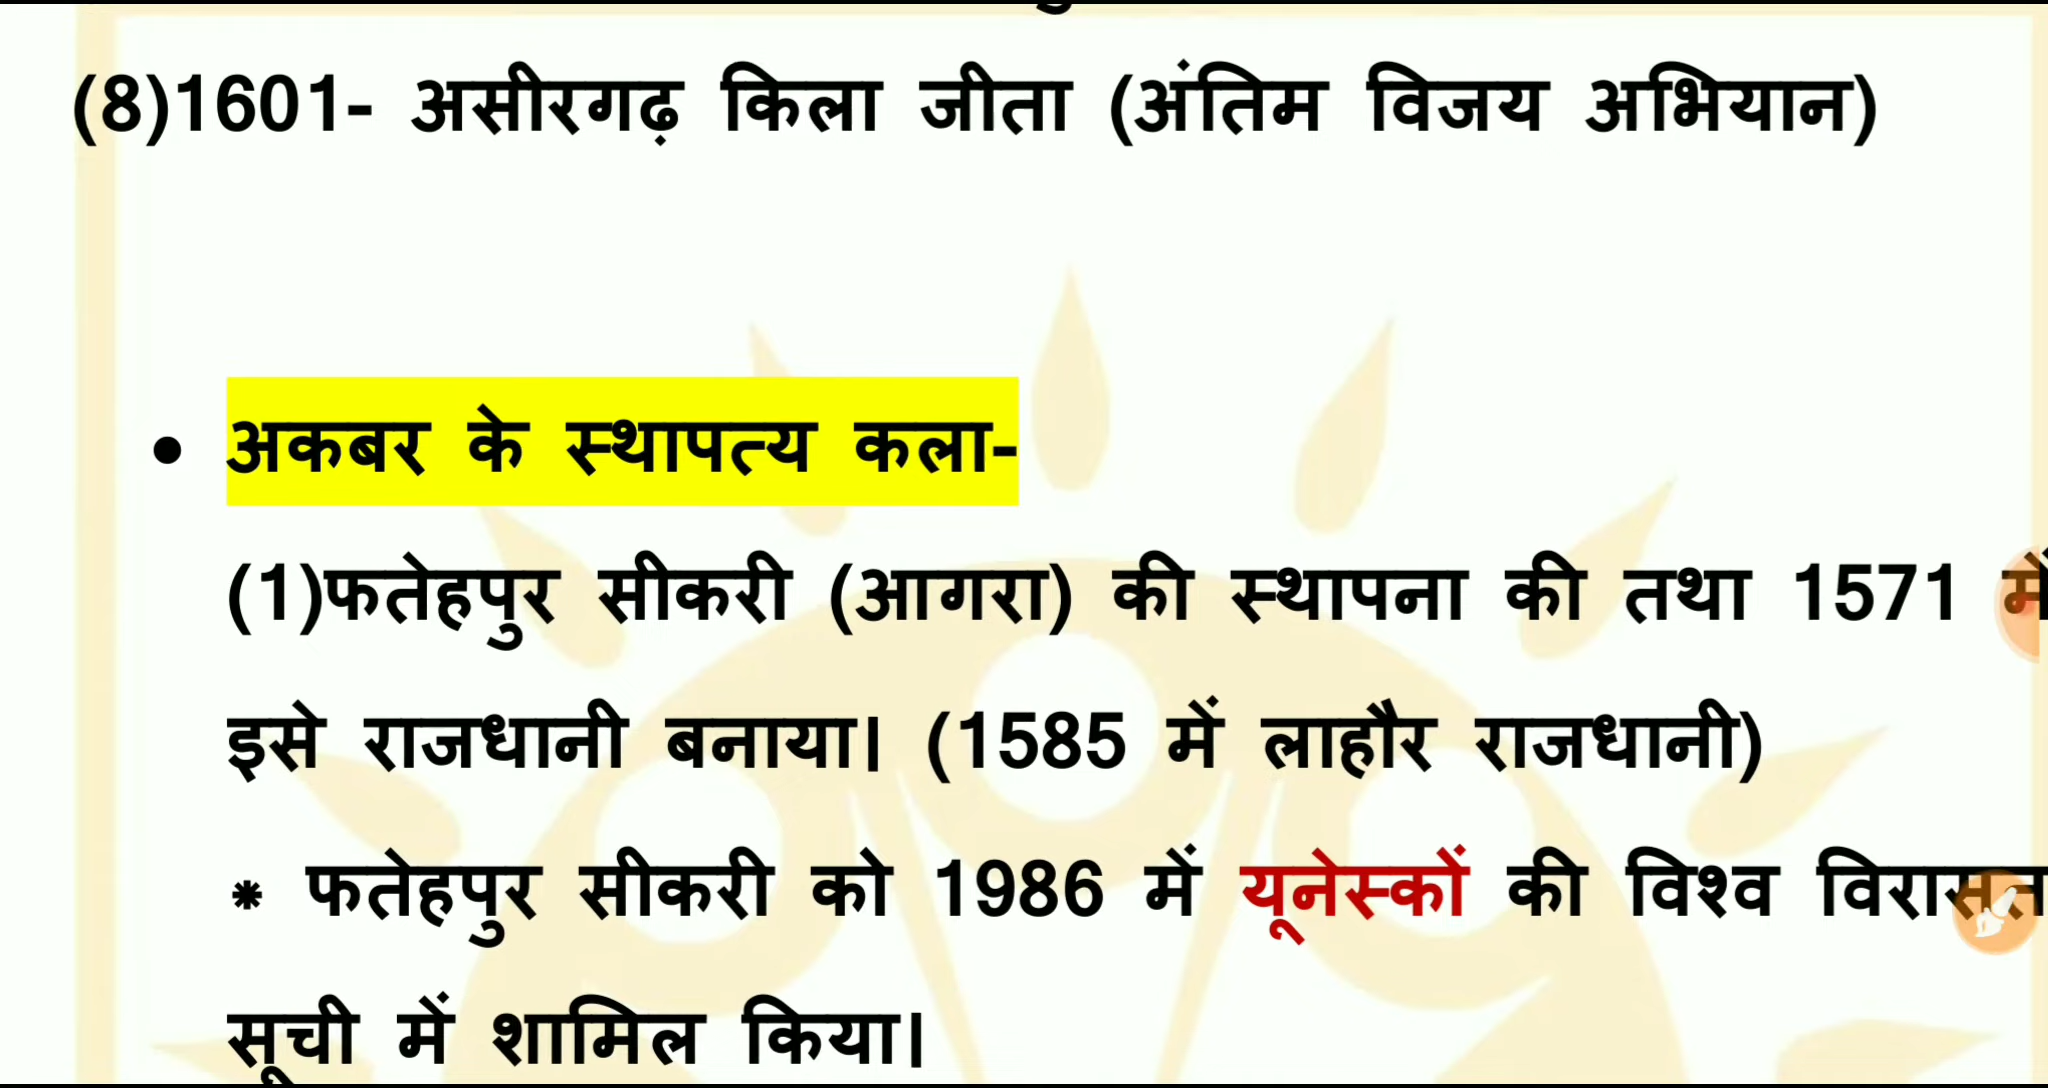 (8)1601- असीरगढ़ किला जीता (अंतिम विजय अभियान)
• अकबर के स्थापत्य कला-
(1)फतेहपुर सीकरी (आगरा) की स्थापना की तथा 1571 में
इसे राजधानी बनाया। (1585 में लाहौर राजधानी)
* फतेहपुर सीकरी को 1986 में यूनेस्कों की विश्व विरासत
सूची में शामिल किया।